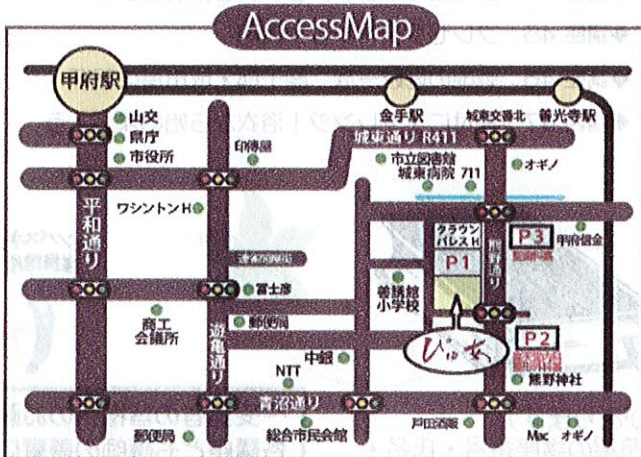 AccessMap
甲府駅
金手駅
城東交番北
善光寺駅
山交
県庁
市役所
印傳屋
城東通り R411
市立図書館
城東病院 711
オギノ
ワシントンH
平和通り
クラウン
パレスH
P1
熊野通り
P3
甲府信金
善誘館
小学校
冨士彦
郵便局
商工
会議所
遊亀通り
中銀
ぴゅあ
P2
熊野神社
NTT
青沼通り
郵便局
総合市民会館
戸田酒販
Mac
オギノ